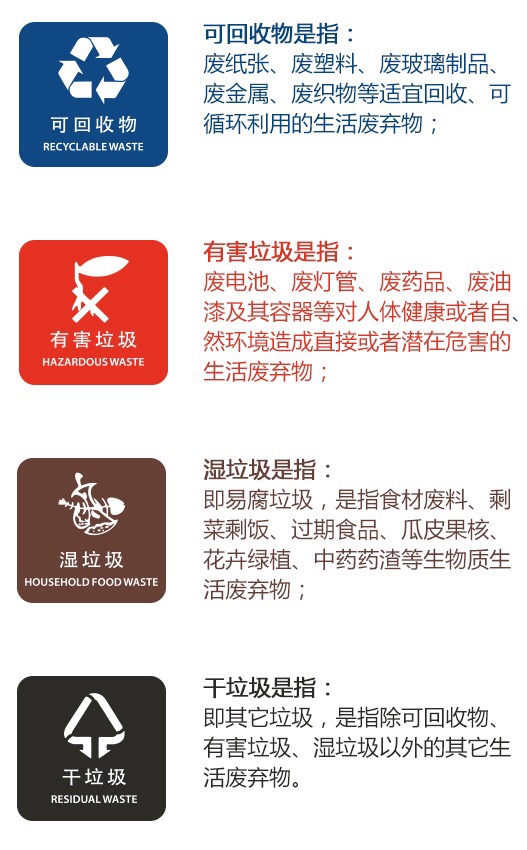 可回收物
RECYCLABLE WASTE
可回收物是指：
废纸张、废塑料、废玻璃制品、
废金属、废织物等适宜回收、可
循环利用的生活废弃物；
有害垃圾
HAZARDOUS WASTE
有害垃圾是指：
废电池、废灯管、废药品、废油
漆及其容器等对人体健康或者自、
然环境造成直接或者潜在危害的
生活废弃物；
湿垃圾
HOUSEHOLD FOOD WASTE
湿垃圾是指：
即易腐垃圾，是指食材废料、剩
菜剩饭、过期食品、瓜皮果核、
花卉绿植、中药药渣等生物质生
活废弃物；
干垃圾
RESIDUAL WASTE
干垃圾是指：
即其它垃圾，是指除可回收物、
有害垃圾、湿垃圾以外的其它生
活废弃物。